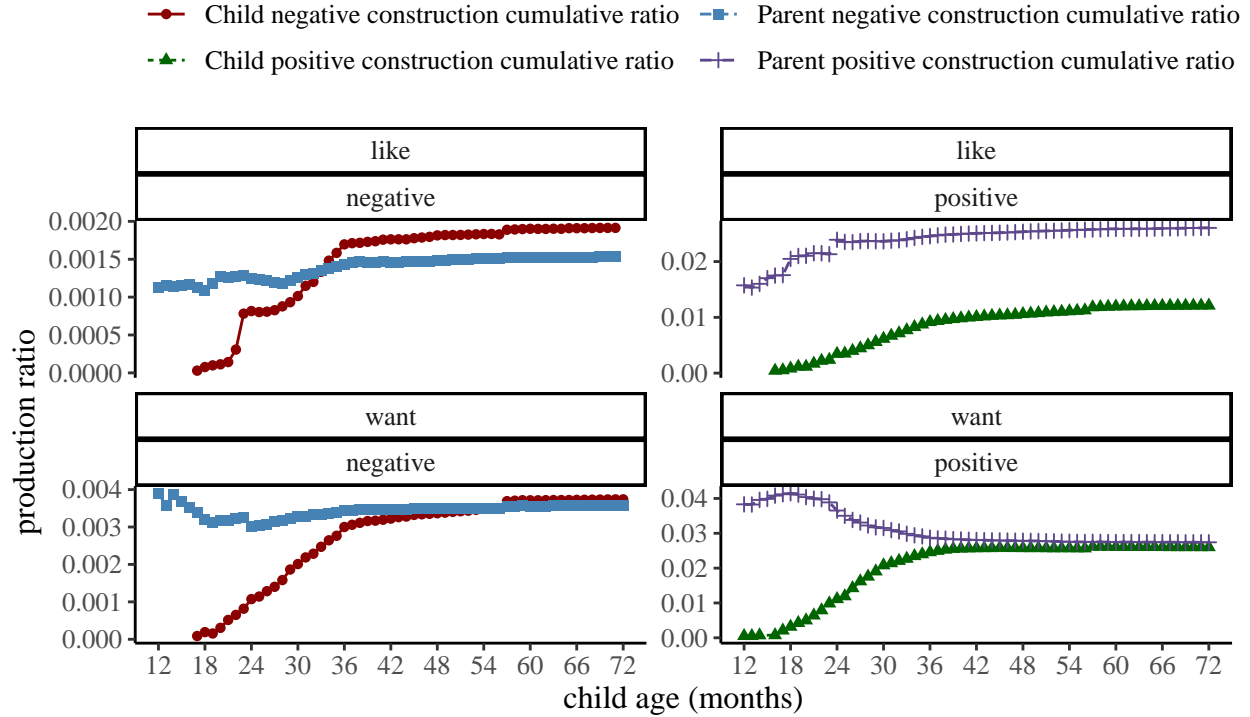 Child negative construction cumulative ratio
Parent negative construction cumulative ratio
Child positive construction cumulative ratio
Parent positive construction cumulative ratio
like
like
negative
positive
0.0020
0.0015
0.0010
0.0005
0.0000
0.02
0.01
0.00
want
want
negative
positive
0.004
0.003
0.002
0.001
0.000
0.04
0.03
0.02
0.01
0.00
12 18 24 30 36 42 48 54 60 66 72
12 18 24 30 36 42 48 54 60 66 72
production ratio
child age (months)